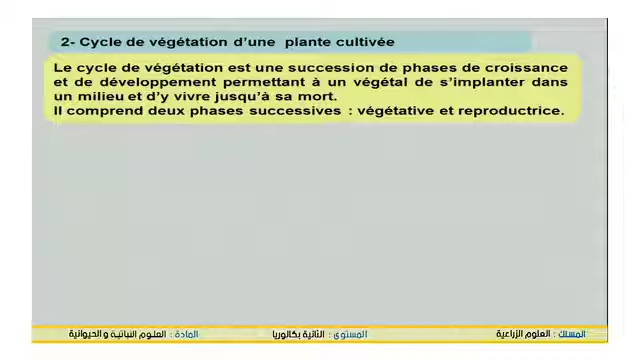 2- Cycle de végétation d'une plante cultivée
Le cycle de végétation est une succession de phases de croissance
et de développement permettant à un végétal de s'implanter dans
un milieu et d'y vivre jusqu'à sa mort.
Il comprend deux phases successives : végétative et reproductrice.
المسلك : العلوم الزراعية
المستوى : الثانية بكالوريا
المادة : العلـوم النباتيـة و الحيوانية